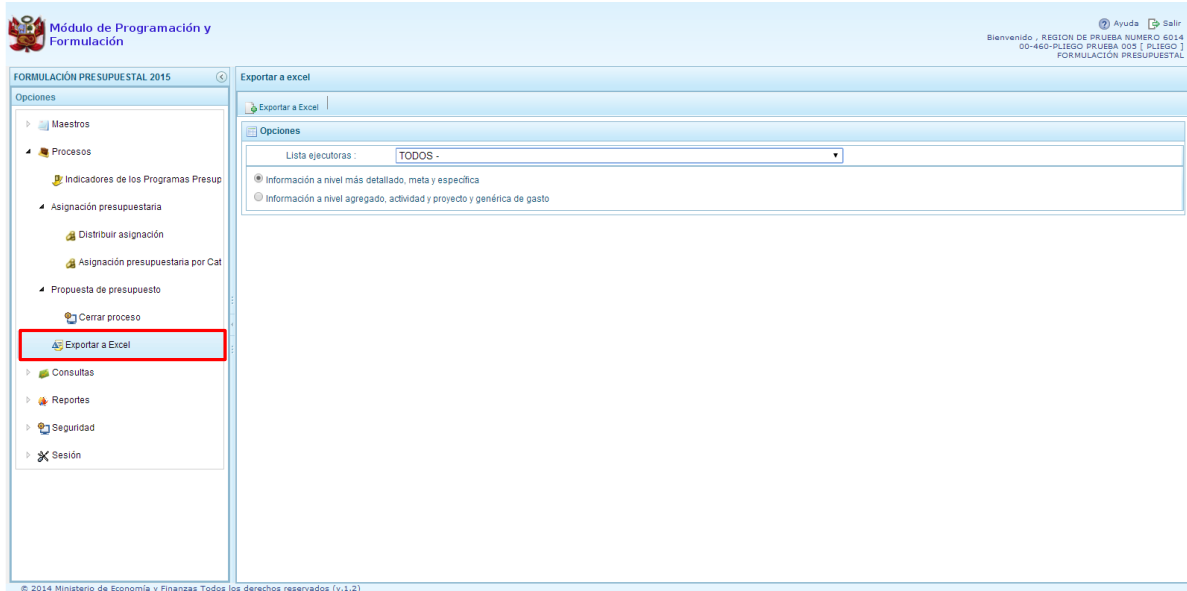 Módulo de Programación y
Formulación
Ayuda Salir
Bienvenido , REGION DE PRUEBA NUMERO 6014
00-460-PLIEGO PRUEBA 005 [ PLIEGO ]
FORMULACIÓN PRESUPUESTAL
FORMULACIÓN PRESUPUESTAL 2015
Opciones
Maestros
Procesos
Indicadores de los Programas Presup
Asignación presupuestaria
Distribuir asignación
Asignación presupuestaria por Cat
Propuesta de presupuesto
Cerrar proceso
Exportar a Excel
Consultas
Reportes
Seguridad
Sesión
Exportar a excel
Exportar a Excel
Opciones
Lista ejecutoras : TODOS -
Información a nivel más detallado, meta y específica
Información a nivel agregado, actividad y proyecto y genérica de gasto
© 2014 Ministerio de Economía y Finanzas Todos los derechos reservados (v.1.2)